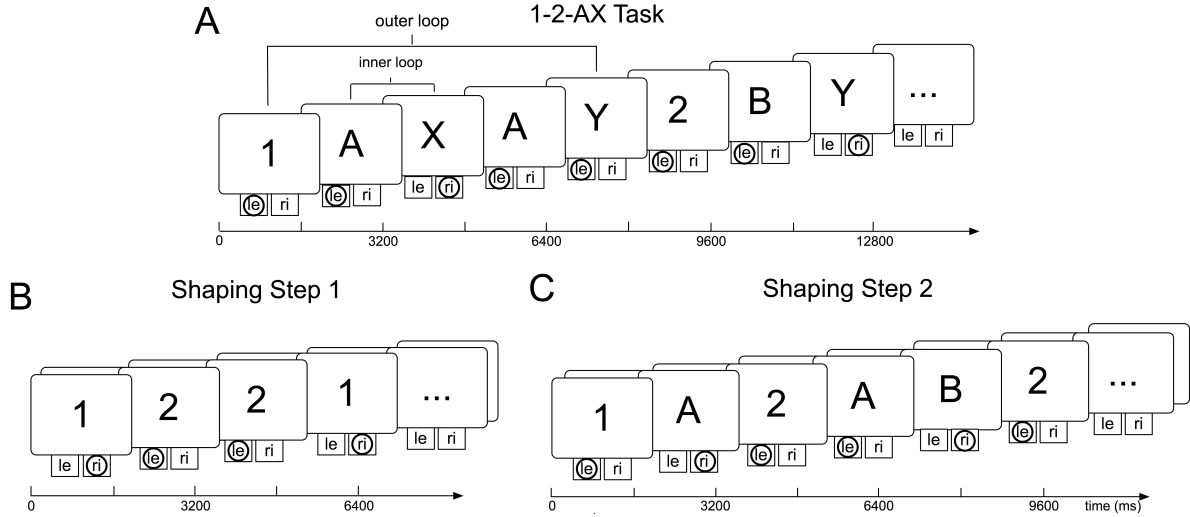 A
1-2-AX Task
outer loop
inner loop
1 A X A Y 2 B Y ...
le ri le ri le ri le ri le ri le ri le ri le ri le ri
0 3200 6400 9600 12800
B
Shaping Step 1
1 2 2 1 ...
le ri le ri le ri le ri le ri
0 3200 6400
C
Shaping Step 2
1 A 2 A B 2 ...
le ri le ri le ri le ri le ri le ri le ri
0 3200 6400 9600 time (ms)